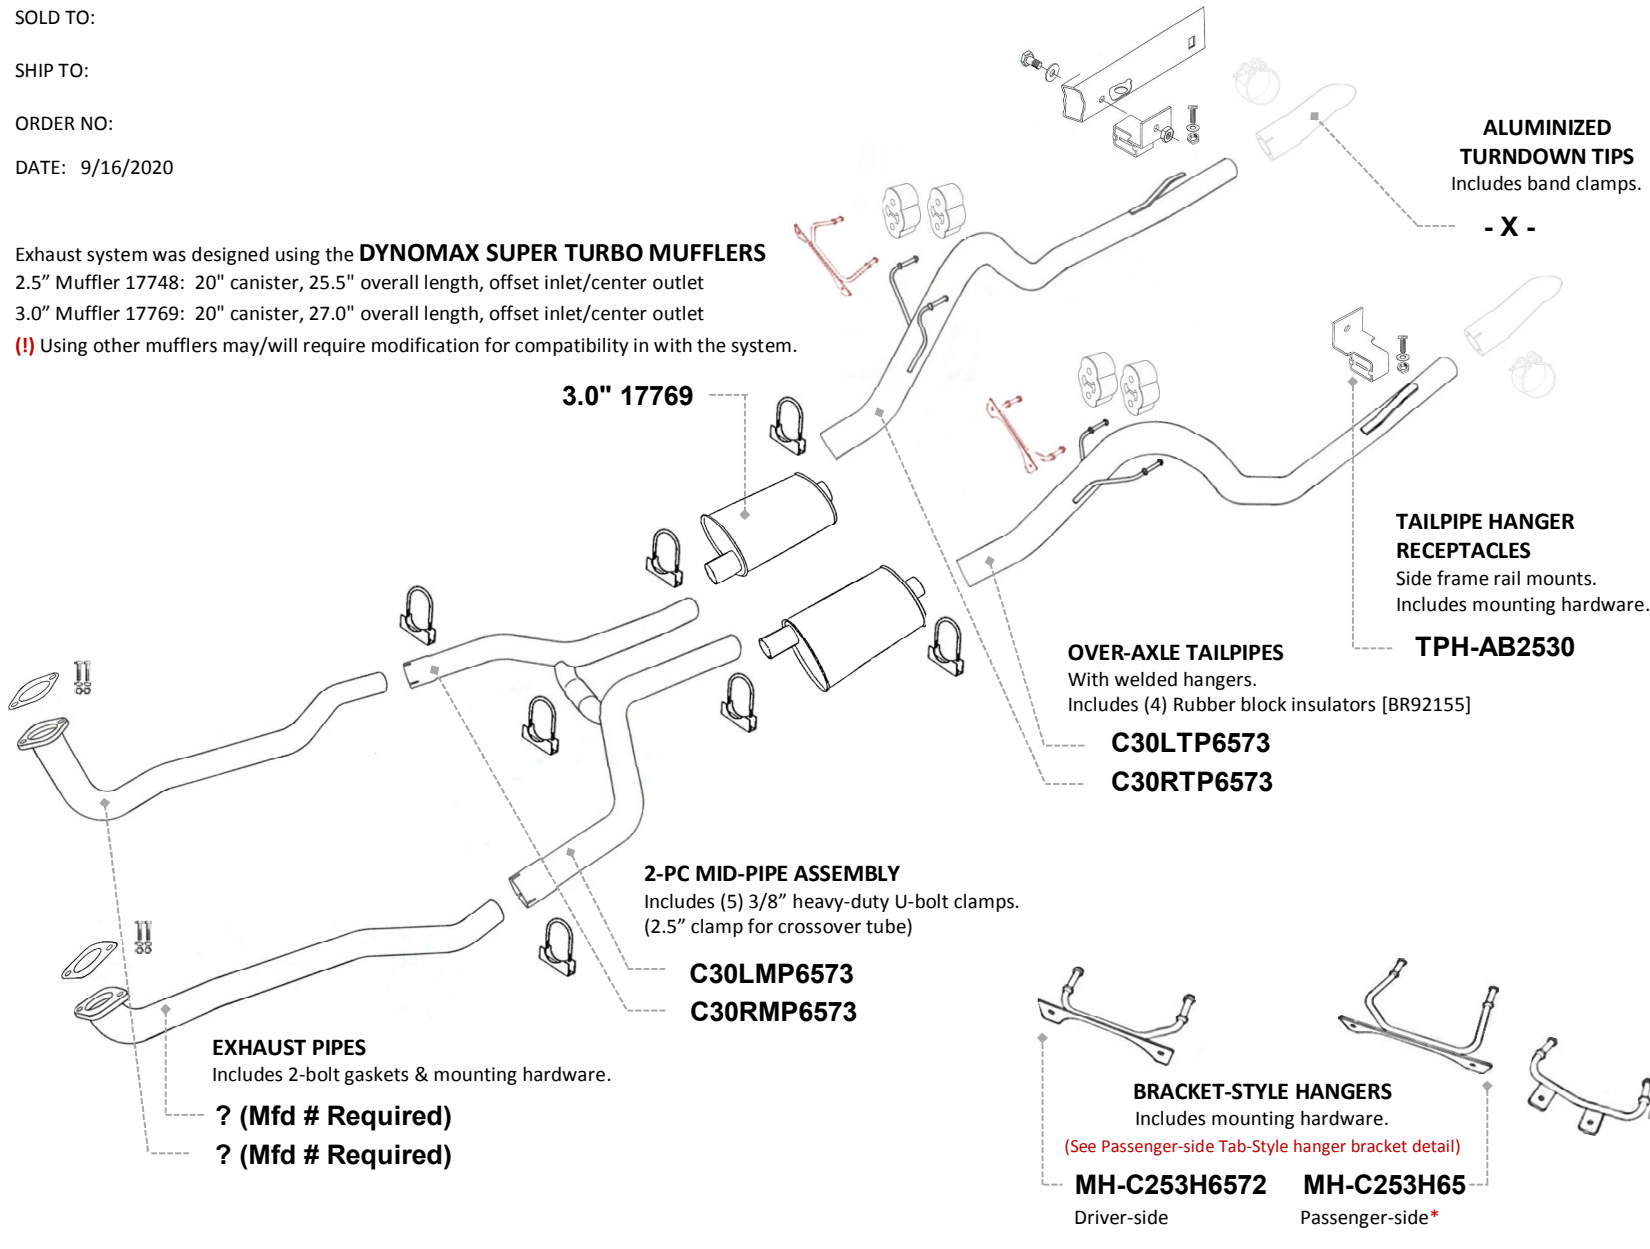 SOLD TO:
SHIP TO:
ORDER NO:
DATE: 9/16/2020
Exhaust system was designed using the DYNOMAX SUPER TURBO MUFFLERS
2.5” Muffler 17748: 20" canister, 25.5" overall length, offset inlet/center outlet
3.0” Muffler 17769: 20" canister, 27.0" overall length, offset inlet/center outlet
(!) Using other mufflers may/will require modification for compatibility in with the system.
ALUMINIZED
TURNDOWN TIPS
Includes band clamps.
- X -
3.0" 17769
TAILPIPE HANGER
RECEPTACLES
Side frame rail mounts.
Includes mounting hardware.
TPH-AB2530
OVER-AXLE TAILPIPES
With welded hangers.
Includes (4) Rubber block insulators [BR92155]
C30LTP6573
C30RTP6573
2-PC MID-PIPE ASSEMBLY
Includes (5) 3/8” heavy-duty U-bolt clamps.
(2.5” clamp for crossover tube)
C30LMP6573
C30RMP6573
EXHAUST PIPES
Includes 2-bolt gaskets & mounting hardware.
? (Mfd # Required)
? (Mfd # Required)
BRACKET-STYLE HANGERS
Includes mounting hardware.
(See Passenger-side Tab-Style hanger bracket detail)
MH-C253H6572
Driver-side
MH-C253H65
Passenger-side*